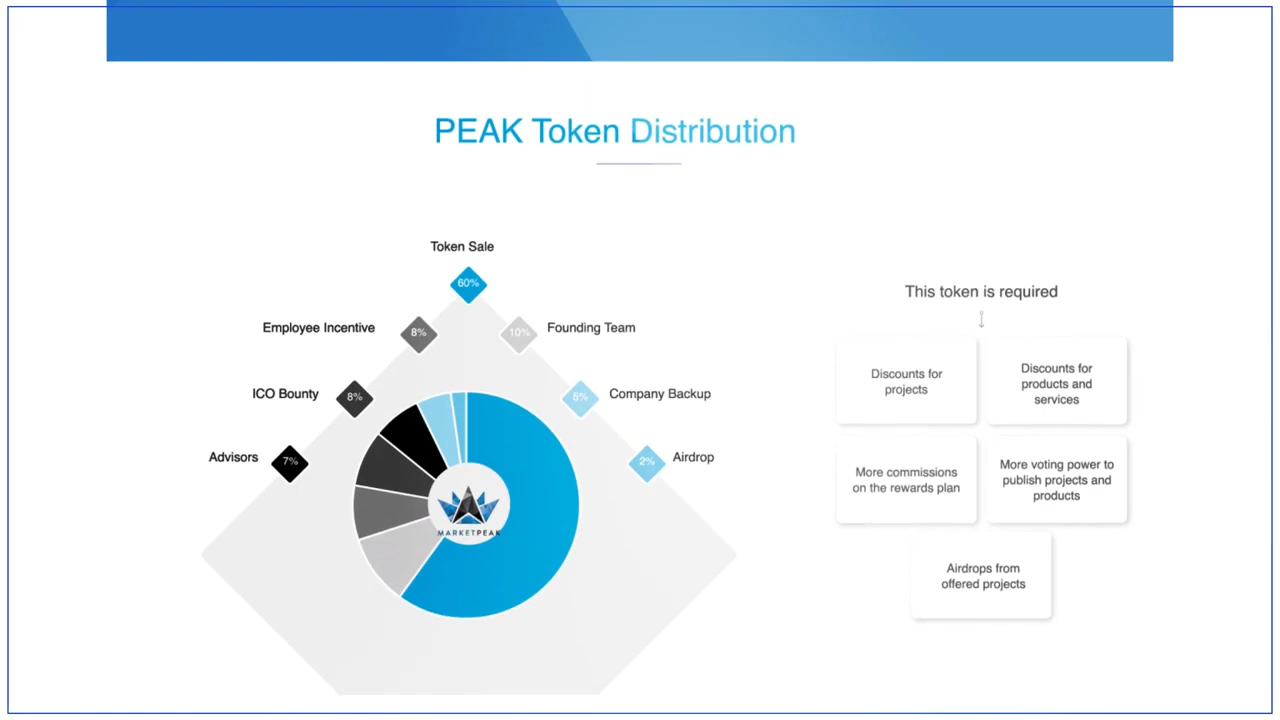 PEAK Token Distribution
Token Sale
60%
Employee Incentive
8%
10%
Founding Team
ICO Bounty
8%
5%
Company Backup
Advisors
7%
2%
Airdrop
MARKETPEAK
This token is required
Discounts for
projects
Discounts for
products and
services
More commissions
on the rewards plan
More voting power to
publish projects and
products
Airdrops from
offered projects